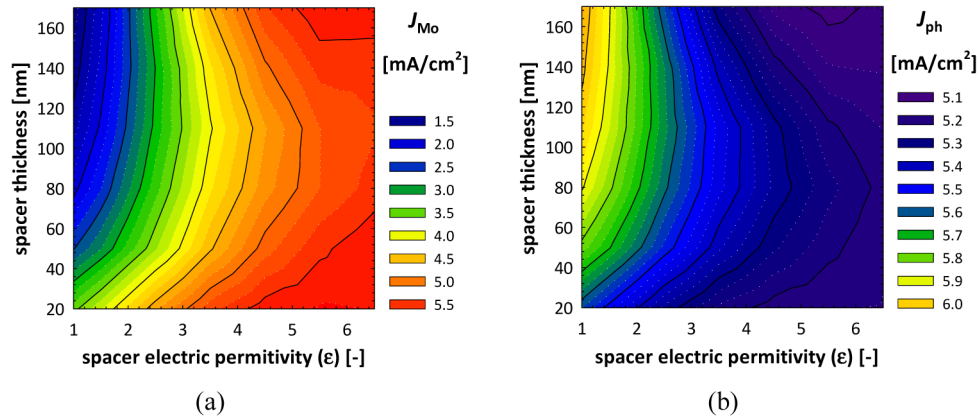 160
140
120
100
80
60
40
20
spacer thickness [nm]
1 2 3 4 5 6
spacer electric permitivity (ε) [-]
J_Mo
[mA/cm²]
1.5
2.0
2.5
3.0
3.5
4.0
4.5
5.0
5.5
(a)
160
140
120
100
80
60
40
20
spacer thickness [nm]
1 2 3 4 5 6
spacer electric permitivity (ε) [-]
J_ph
[mA/cm²]
5.1
5.2
5.3
5.4
5.5
5.6
5.7
5.8
5.9
6.0
(b)